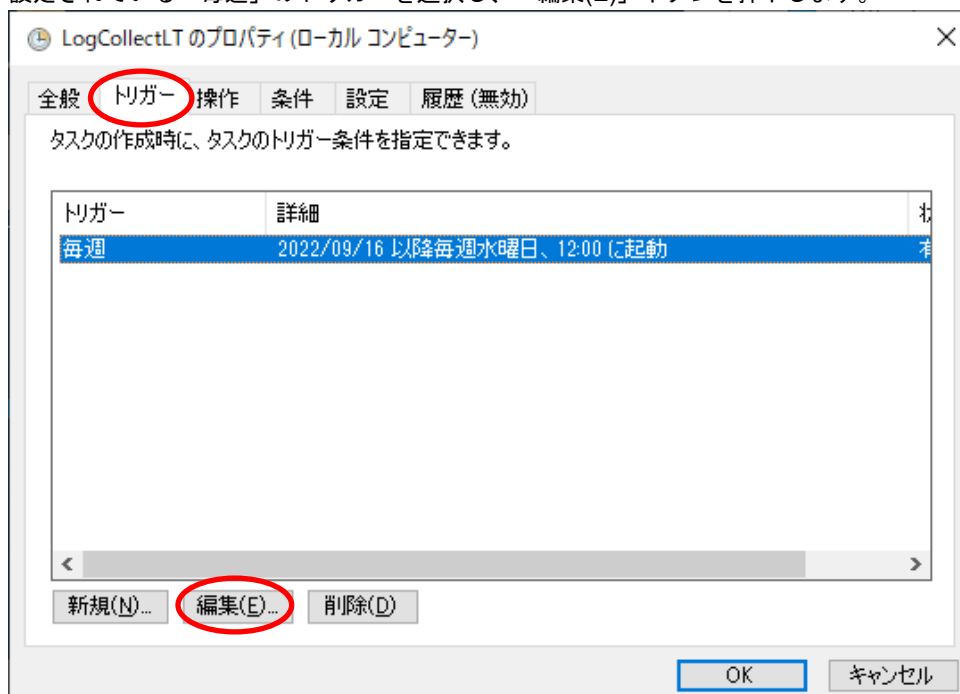 LogCollectLT のプロパティ (ローカル コンピューター)
全般 トリガー 操作 条件 設定 履歴 (無効)
タスクの作成時に、タスクのトリガー条件を指定できます。
トリガー 詳細
毎週 2022/09/16 以降毎週水曜日、12:00 に起動
新規(N)... 編集(E)... 削除(D)
OK キャンセル